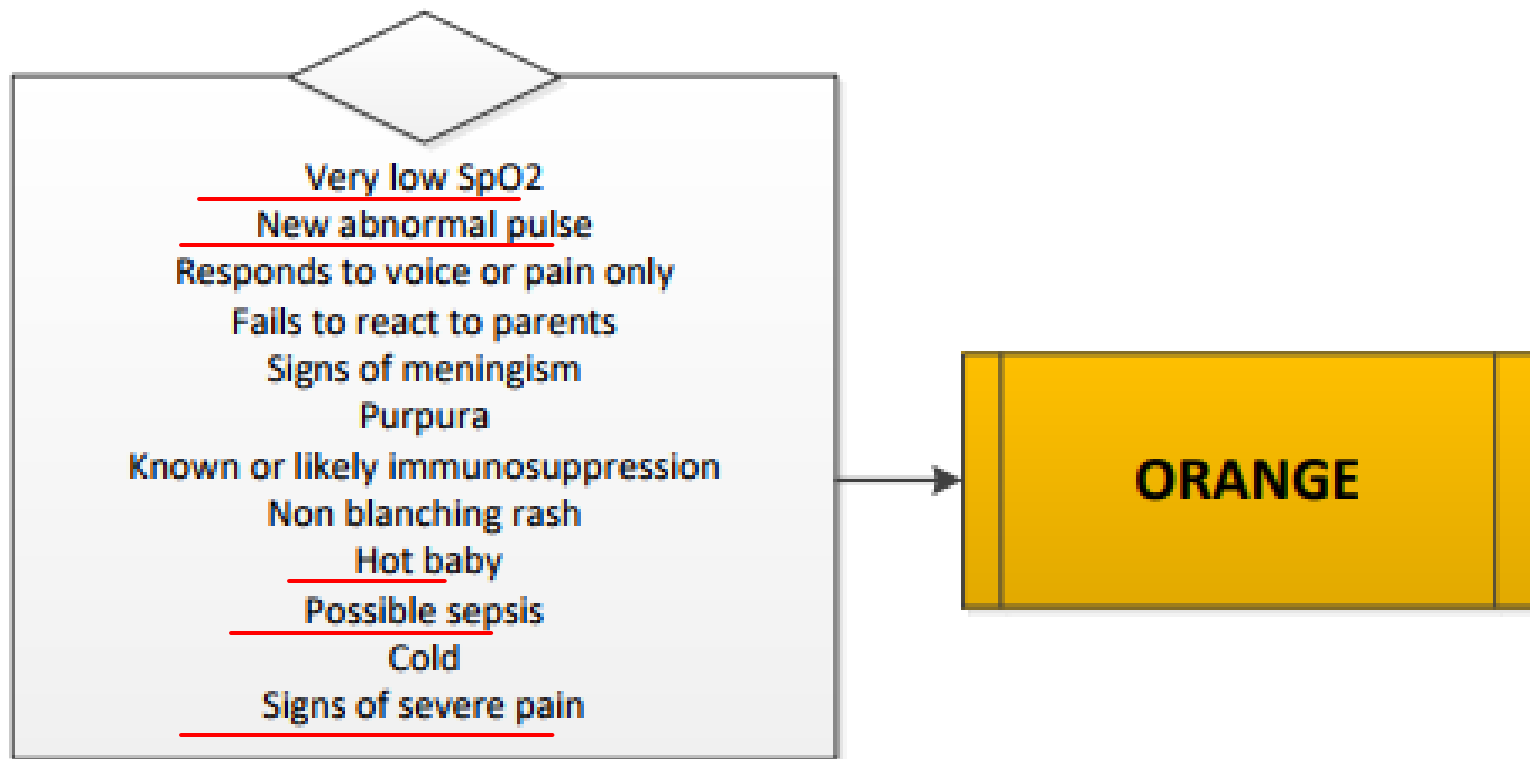 Very low SpO2
New abnormal pulse
Responds to voice or pain only
Fails to react to parents
Signs of meningism
Purpura
Known or likely immunosuppression
Non blanching rash
Hot baby
Possible sepsis
Cold
Signs of severe pain
ORANGE